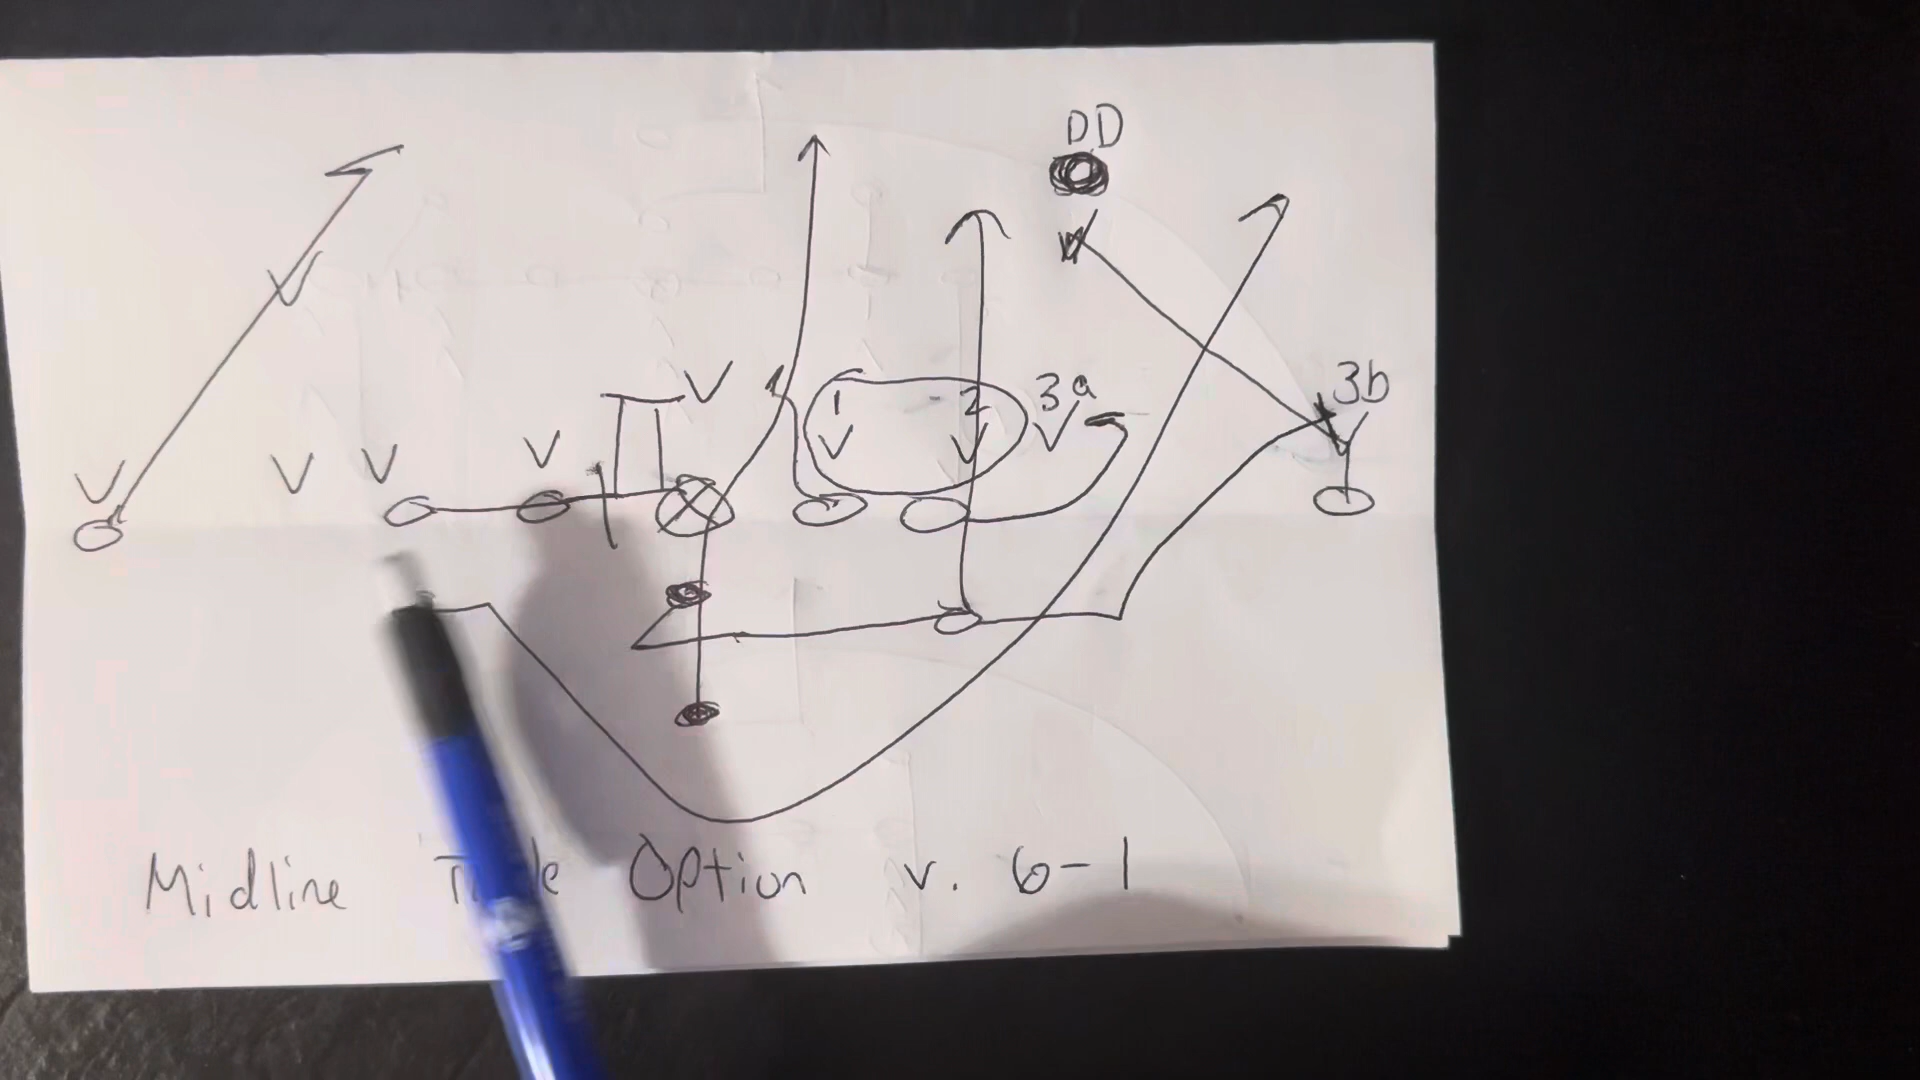 DD
3b
3a
1 2
V V V V V V V V V
Midline Option v. 6-1